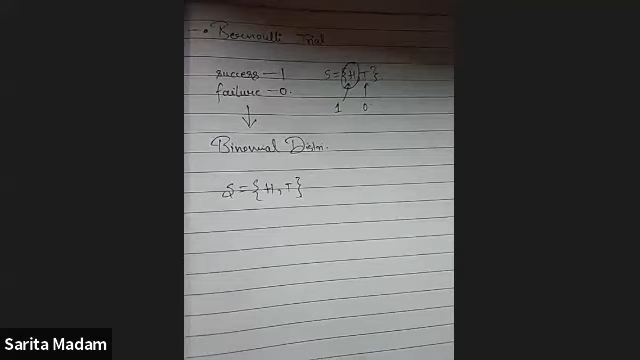 • Bernoulli Trial
success - 1 S = {H, T}
failure - 0. 1 0
↓
Binomial Distn.
S = {H, T}
Sarita Madam